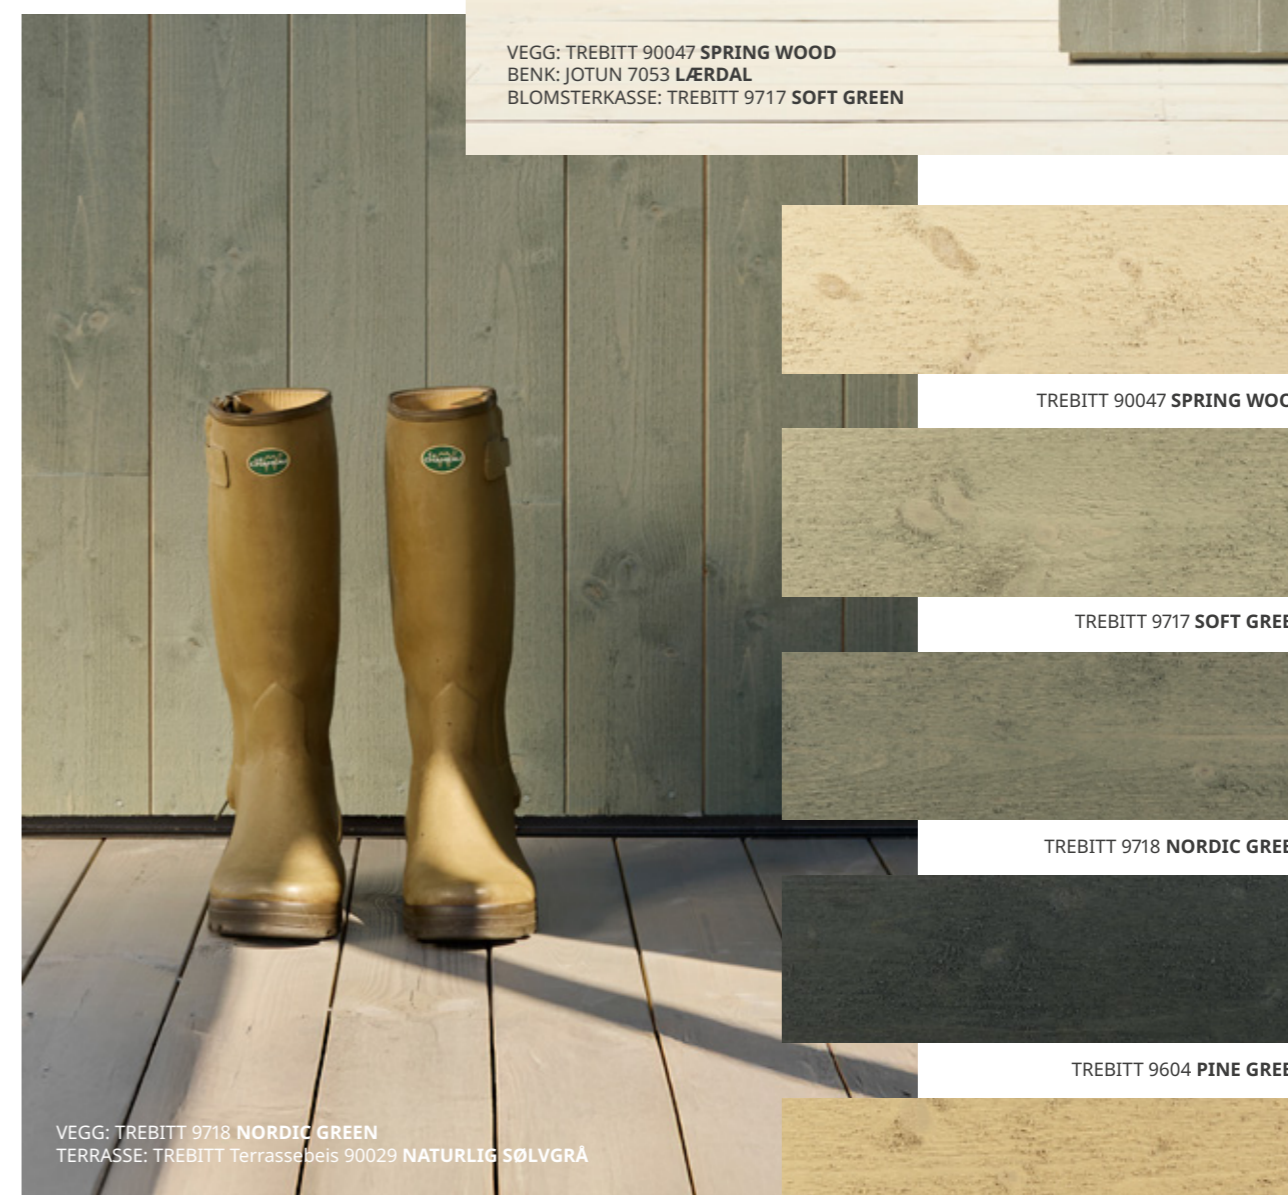 VEGG: TREBITT 90047 SPRING WOOD
BENK: JOTUN 7053 LÆRDAL
BLOMSTERKASSE: TREBITT 9717 SOFT GREEN
TREBITT 90047 SPRING WOO
TREBITT 9717 SOFT GREE
TREBITT 9718 NORDIC GREE
TREBITT 9604 PINE GREE
VEGG: TREBITT 9718 NORDIC GREEN
TERRASSE: TREBITT Terrassebeis 90029 NATURLIG SØLVGRÅ